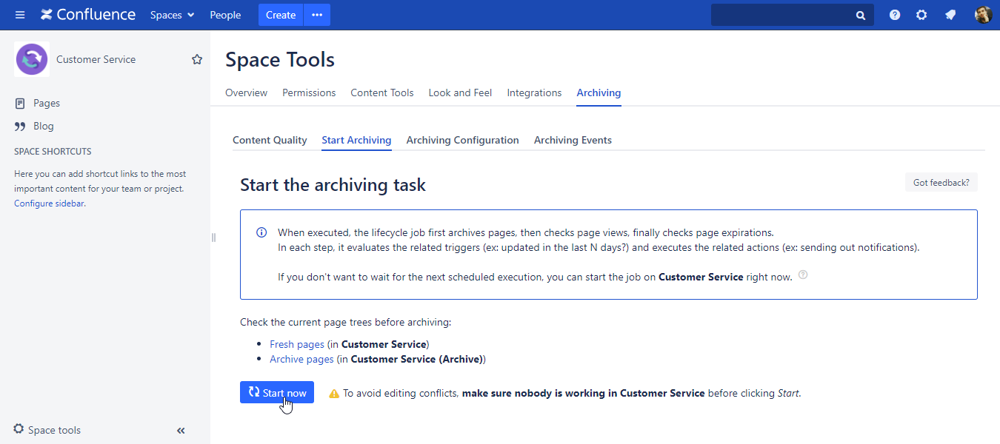 Confluence Spaces People Create
Customer Service
Pages
Blog
SPACE SHORTCUTS
Here you can add shortcut links to the most
important content for your team or project.
Configure sidebar.
Space tools
Space Tools
Overview Permissions Content Tools Look and Feel Integrations Archiving
Content Quality Start Archiving Archiving Configuration Archiving Events
Start the archiving task
Got feedback?
When executed, the lifecycle job first archives pages, then checks page views, finally checks page expirations.
In each step, it evaluates the related triggers (ex: updated in the last N days?) and executes the related actions (ex: sending out notifications).
If you don't want to wait for the next scheduled execution, you can start the job on Customer Service right now.
Check the current page trees before archiving:
Fresh pages (in Customer Service)
Archive pages (in Customer Service (Archive))
Start now
To avoid editing conflicts, make sure nobody is working in Customer Service before clicking Start.